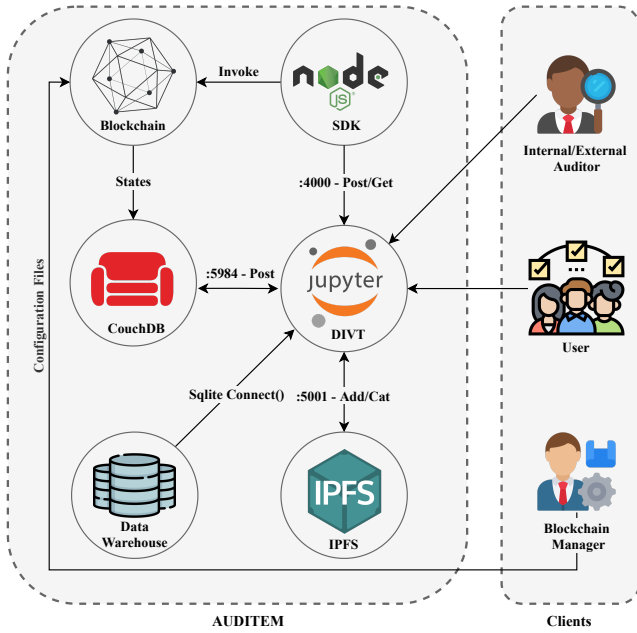 Blockchain
Invoke
node
JS
SDK
Internal/External
Auditor
States
:4000 - Post/Get
Configuration Files
CouchDB
:5984 - Post
jupyter
DIVT
...
User
Sqlite Connect()
:5001 - Add/Cat
Data
Warehouse
IPFS
IPFS
Blockchain
Manager
AUDITEM
Clients